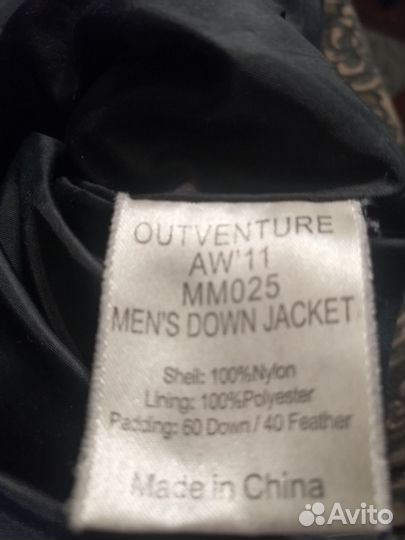 OUTVENTURE
AW'11
MM025
MEN'S DOWN JACKET
Shell: 100%Nylon
Lining: 100%Polyester
Padding: 60 Down / 40 Feather
Made in China
Avito